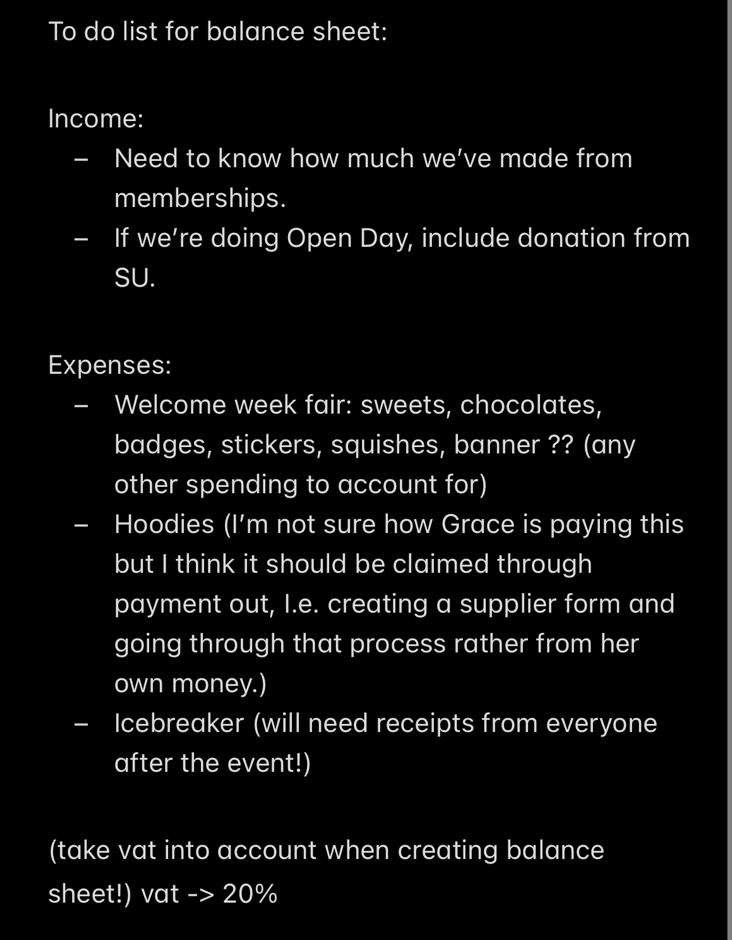 To do list for balance sheet:
Income:
– Need to know how much we've made from
memberships.
– If we're doing Open Day, include donation from
SU.
Expenses:
– Welcome week fair: sweets, chocolates,
badges, stickers, squishes, banner ?? (any
other spending to account for)
– Hoodies (I'm not sure how Grace is paying this
but I think it should be claimed through
payment out, I.e. creating a supplier form and
going through that process rather from her
own money.)
– Icebreaker (will need receipts from everyone
after the event!)
(take vat into account when creating balance
sheet!) vat -> 20%